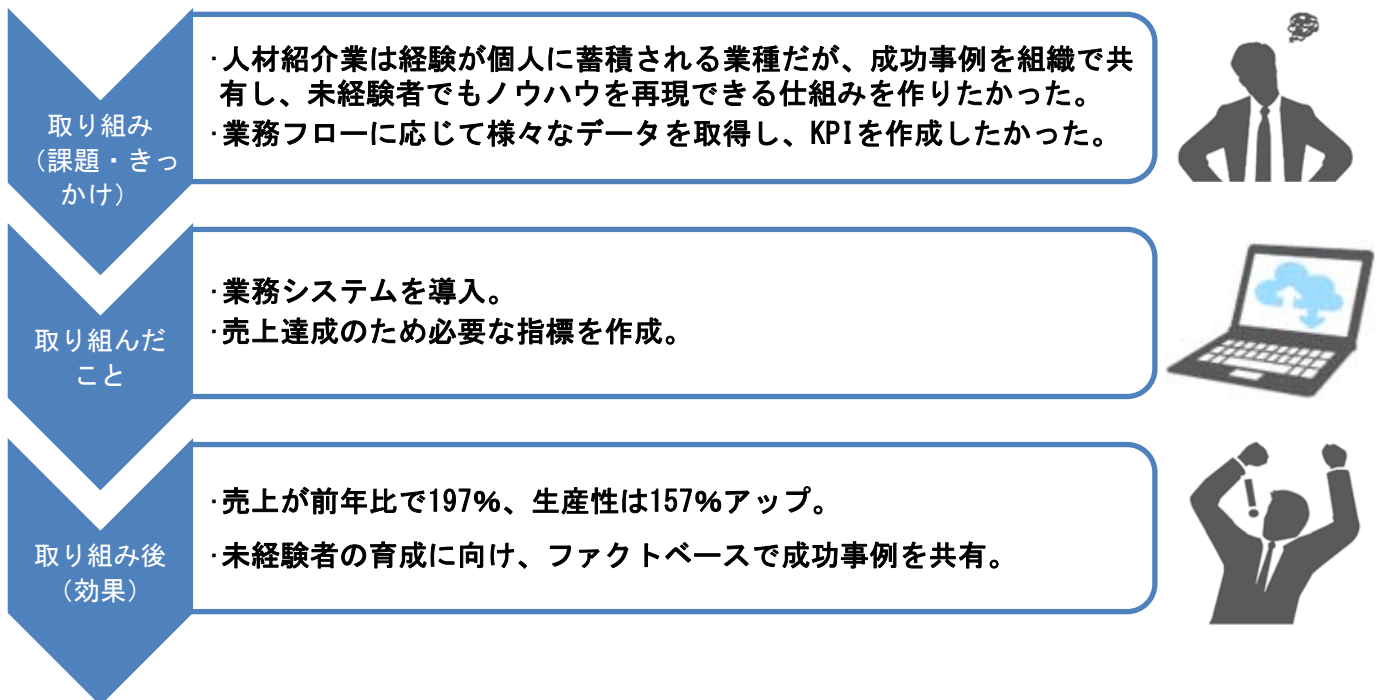 取り組み
（課題・きっ
かけ）
・人材紹介業は経験が個人に蓄積される業種だが、成功事例を組織で共
有し、未経験者でもノウハウを再現できる仕組みを作りたかった。
・業務フローに応じて様々なデータを取得し、KPIを作成したかった。
取り組んだ
こと
・業務システムを導入。
・売上達成のため必要な指標を作成。
取り組み後
（効果）
・売上が前年比で197%、生産性は157%アップ。
・未経験者の育成に向け、ファクトベースで成功事例を共有。